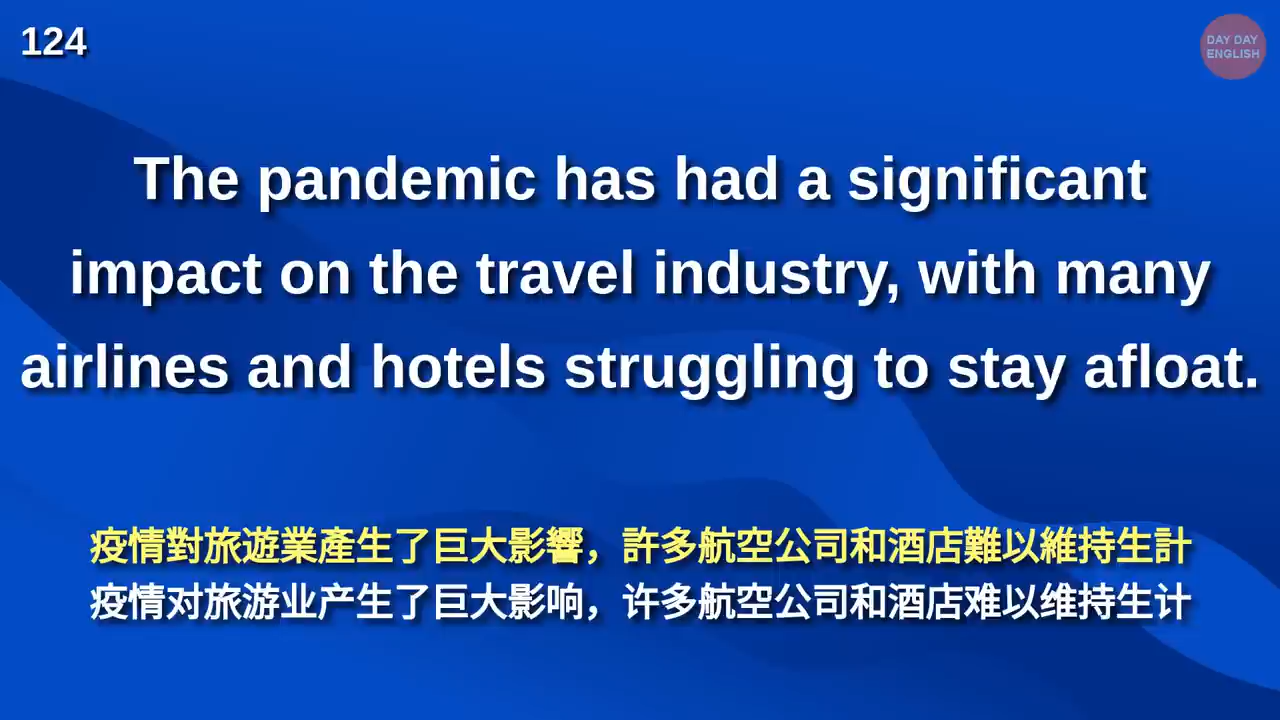 124
DAY DAY
ENGLISH
The pandemic has had a significant
impact on the travel industry, with many
airlines and hotels struggling to stay afloat.
疫情對旅遊業產生了巨大影響，許多航空公司和酒店難以維持生計
疫情对旅游业产生了巨大影响，许多航空公司和酒店难以维持生计